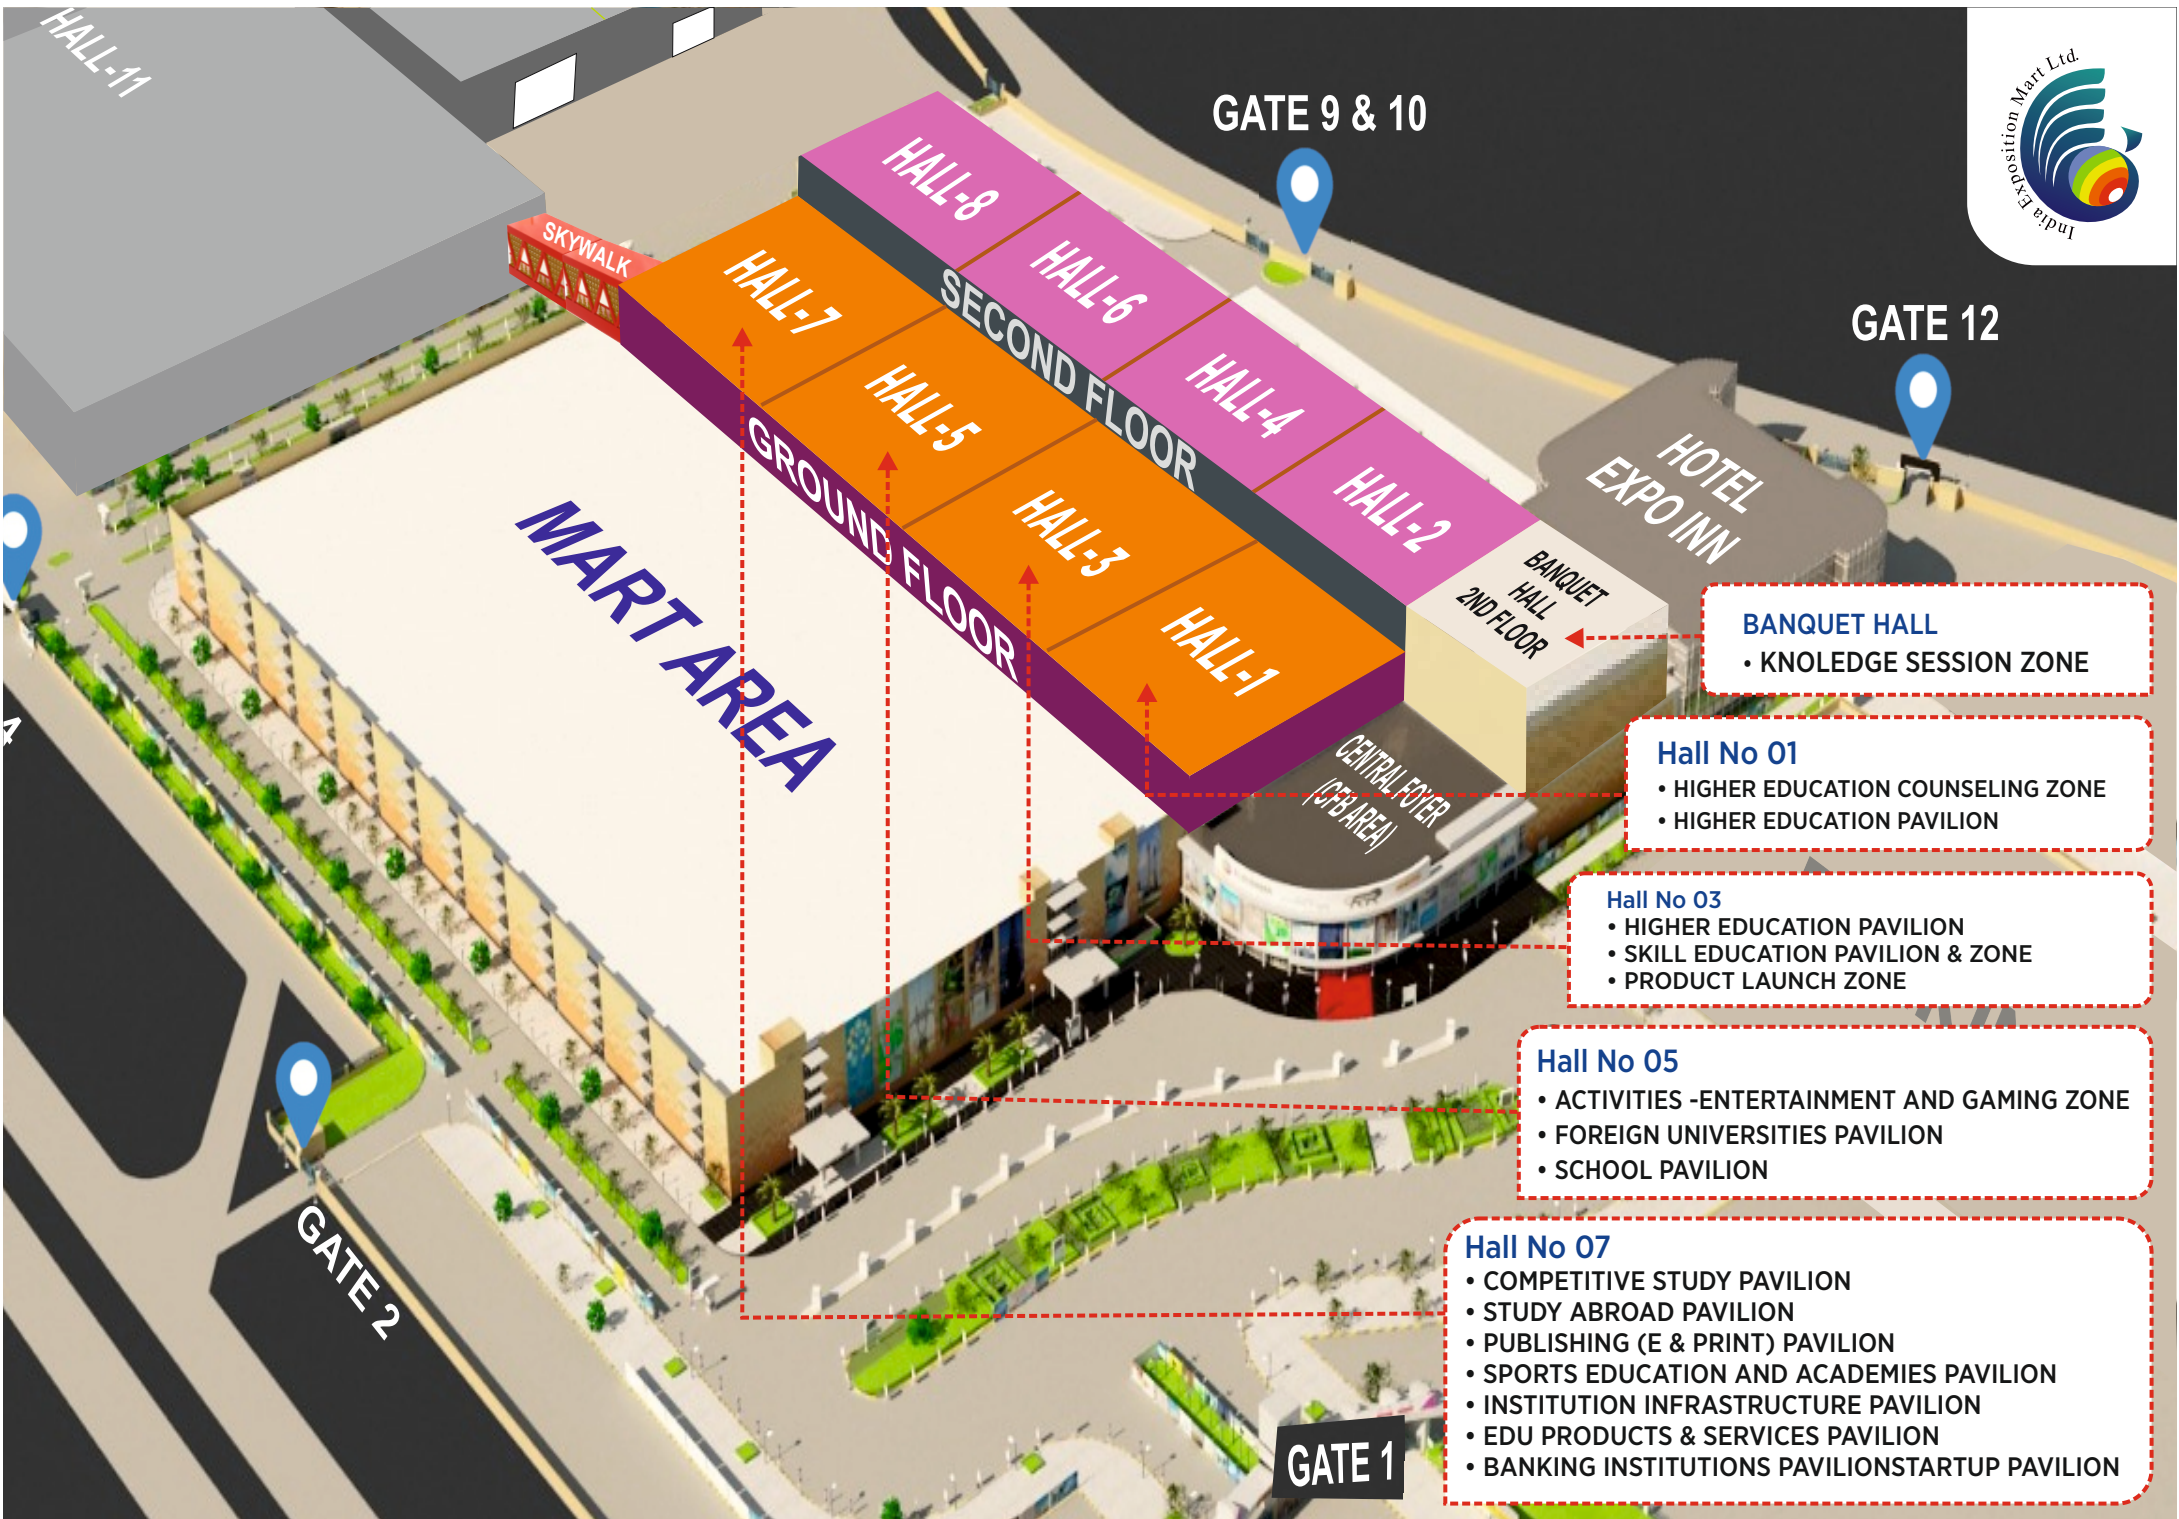 HALL-11
GATE 9 & 10
India Exposition Mart Ltd.
HALL-8
SKYWALK
HALL-7
HALL-6
SECOND FLOOR
GATE 12
HALL-5
HALL-4
GROUND FLOOR
HOTEL
EXPO INN
HALL-3
HALL-2
MART AREA
BANQUET
HALL
2ND FLOOR
HALL-1
BANQUET HALL
• KNOLEDGE SESSION ZONE
4
CENTRAL FOYER
(CFB AREA)
Hall No 01
• HIGHER EDUCATION COUNSELING ZONE
• HIGHER EDUCATION PAVILION
Hall No 03
• HIGHER EDUCATION PAVILION
• SKILL EDUCATION PAVILION & ZONE
• PRODUCT LAUNCH ZONE
Hall No 05
• ACTIVITIES -ENTERTAINMENT AND GAMING ZONE
• FOREIGN UNIVERSITIES PAVILION
• SCHOOL PAVILION
GATE 2
Hall No 07
• COMPETITIVE STUDY PAVILION
• STUDY ABROAD PAVILION
• PUBLISHING (E & PRINT) PAVILION
• SPORTS EDUCATION AND ACADEMIES PAVILION
• INSTITUTION INFRASTRUCTURE PAVILION
• EDU PRODUCTS & SERVICES PAVILION
• BANKING INSTITUTIONS PAVILIONSTARTUP PAVILION
GATE 1